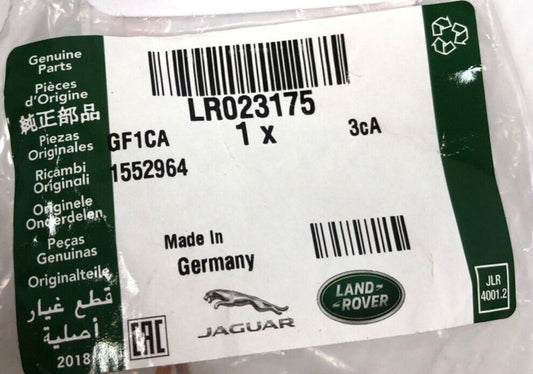 Genuine
Parts
Pièces
d'Origine
純正部品
Piezas
Originales
Ricambi
Originali
Originele
Onderdelen
Peças
Genuinas
Originalteile
قطع غيار
أصلية
2018
LR023175
1 x
3cA
GF1CA
1552964
Made In
Germany
EAC
JAGUAR
LAND-
-ROVER
JLR
4001.2